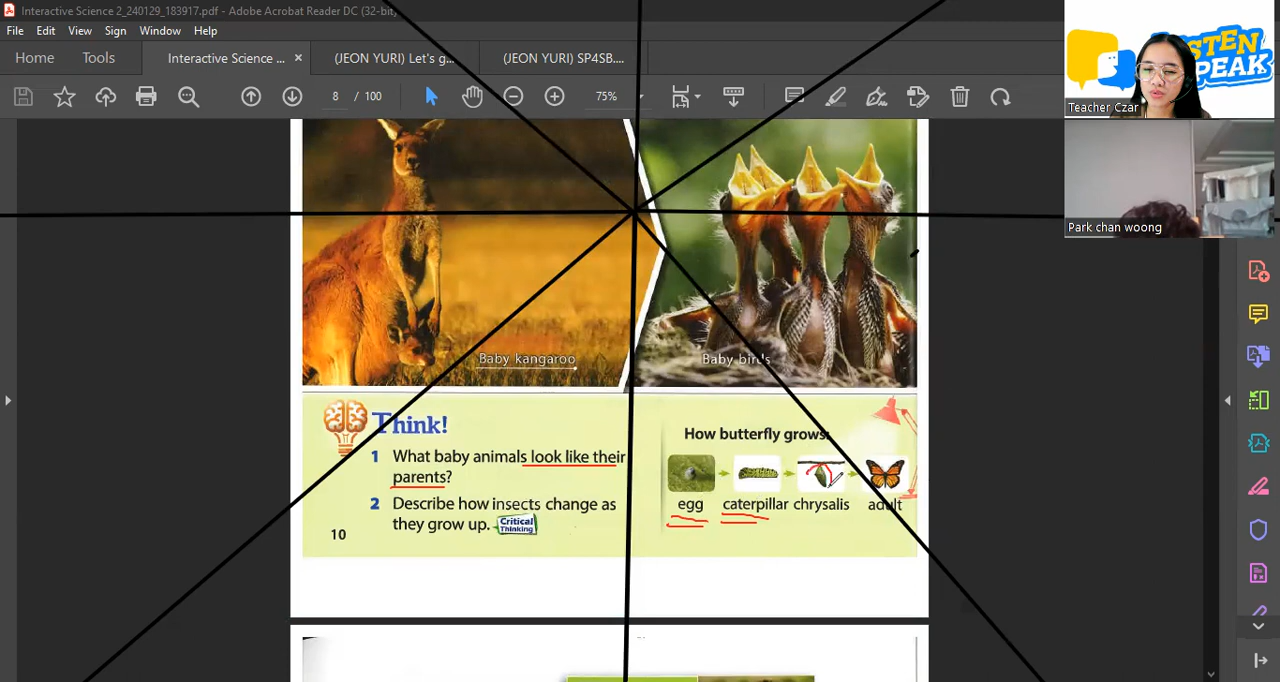 Interactive Science 2_240129_183917.pdf - Adobe Acrobat Reader DC (32-bit)
File Edit View Sign Window Help
Home Tools Interactive Science ... × (JEON YURI) Let's g... (JEON YURI) SP4SB....
8 / 100 75%
LISTEN
SPEAK
Teacher Czar
Park chan woong
Baby kangaroo
Baby birds
Think!
1 What baby animals look like their
parents?
2 Describe how insects change as
they grow up. Critical
Thinking
10
How butterfly grows:
egg caterpillar chrysalis adult